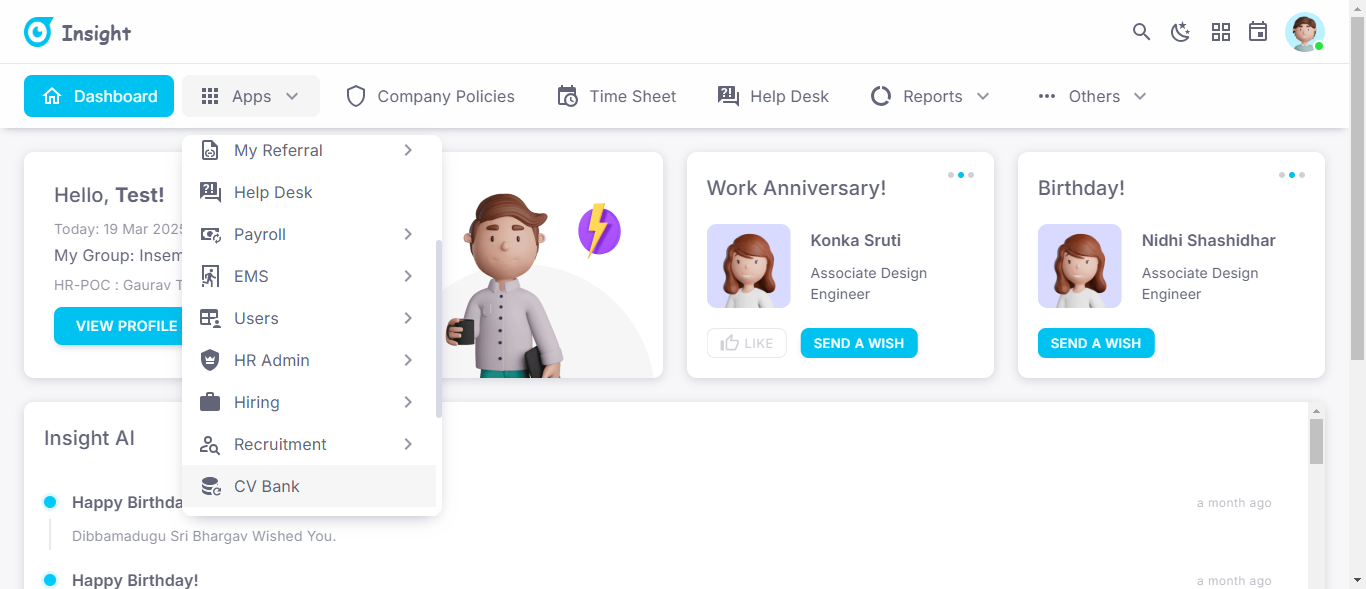 Insight
Dashboard
Apps
Company Policies
Time Sheet
Help Desk
Reports
Others
My Referral
Help Desk
Payroll
EMS
Users
HR Admin
Hiring
Recruitment
CV Bank
Hello, Test!
Today: 19 Mar 2025
My Group: Insem
HR-POC : Gaurav T
VIEW PROFILE
Work Anniversary!
Konka Sruti
Associate Design
Engineer
LIKE
SEND A WISH
Birthday!
Nidhi Shashidhar
Associate Design
Engineer
SEND A WISH
Insight AI
Happy Birthda
a month ago
Dibbamadugu Sri Bhargav Wished You.
Happy Birthday!
a month ago